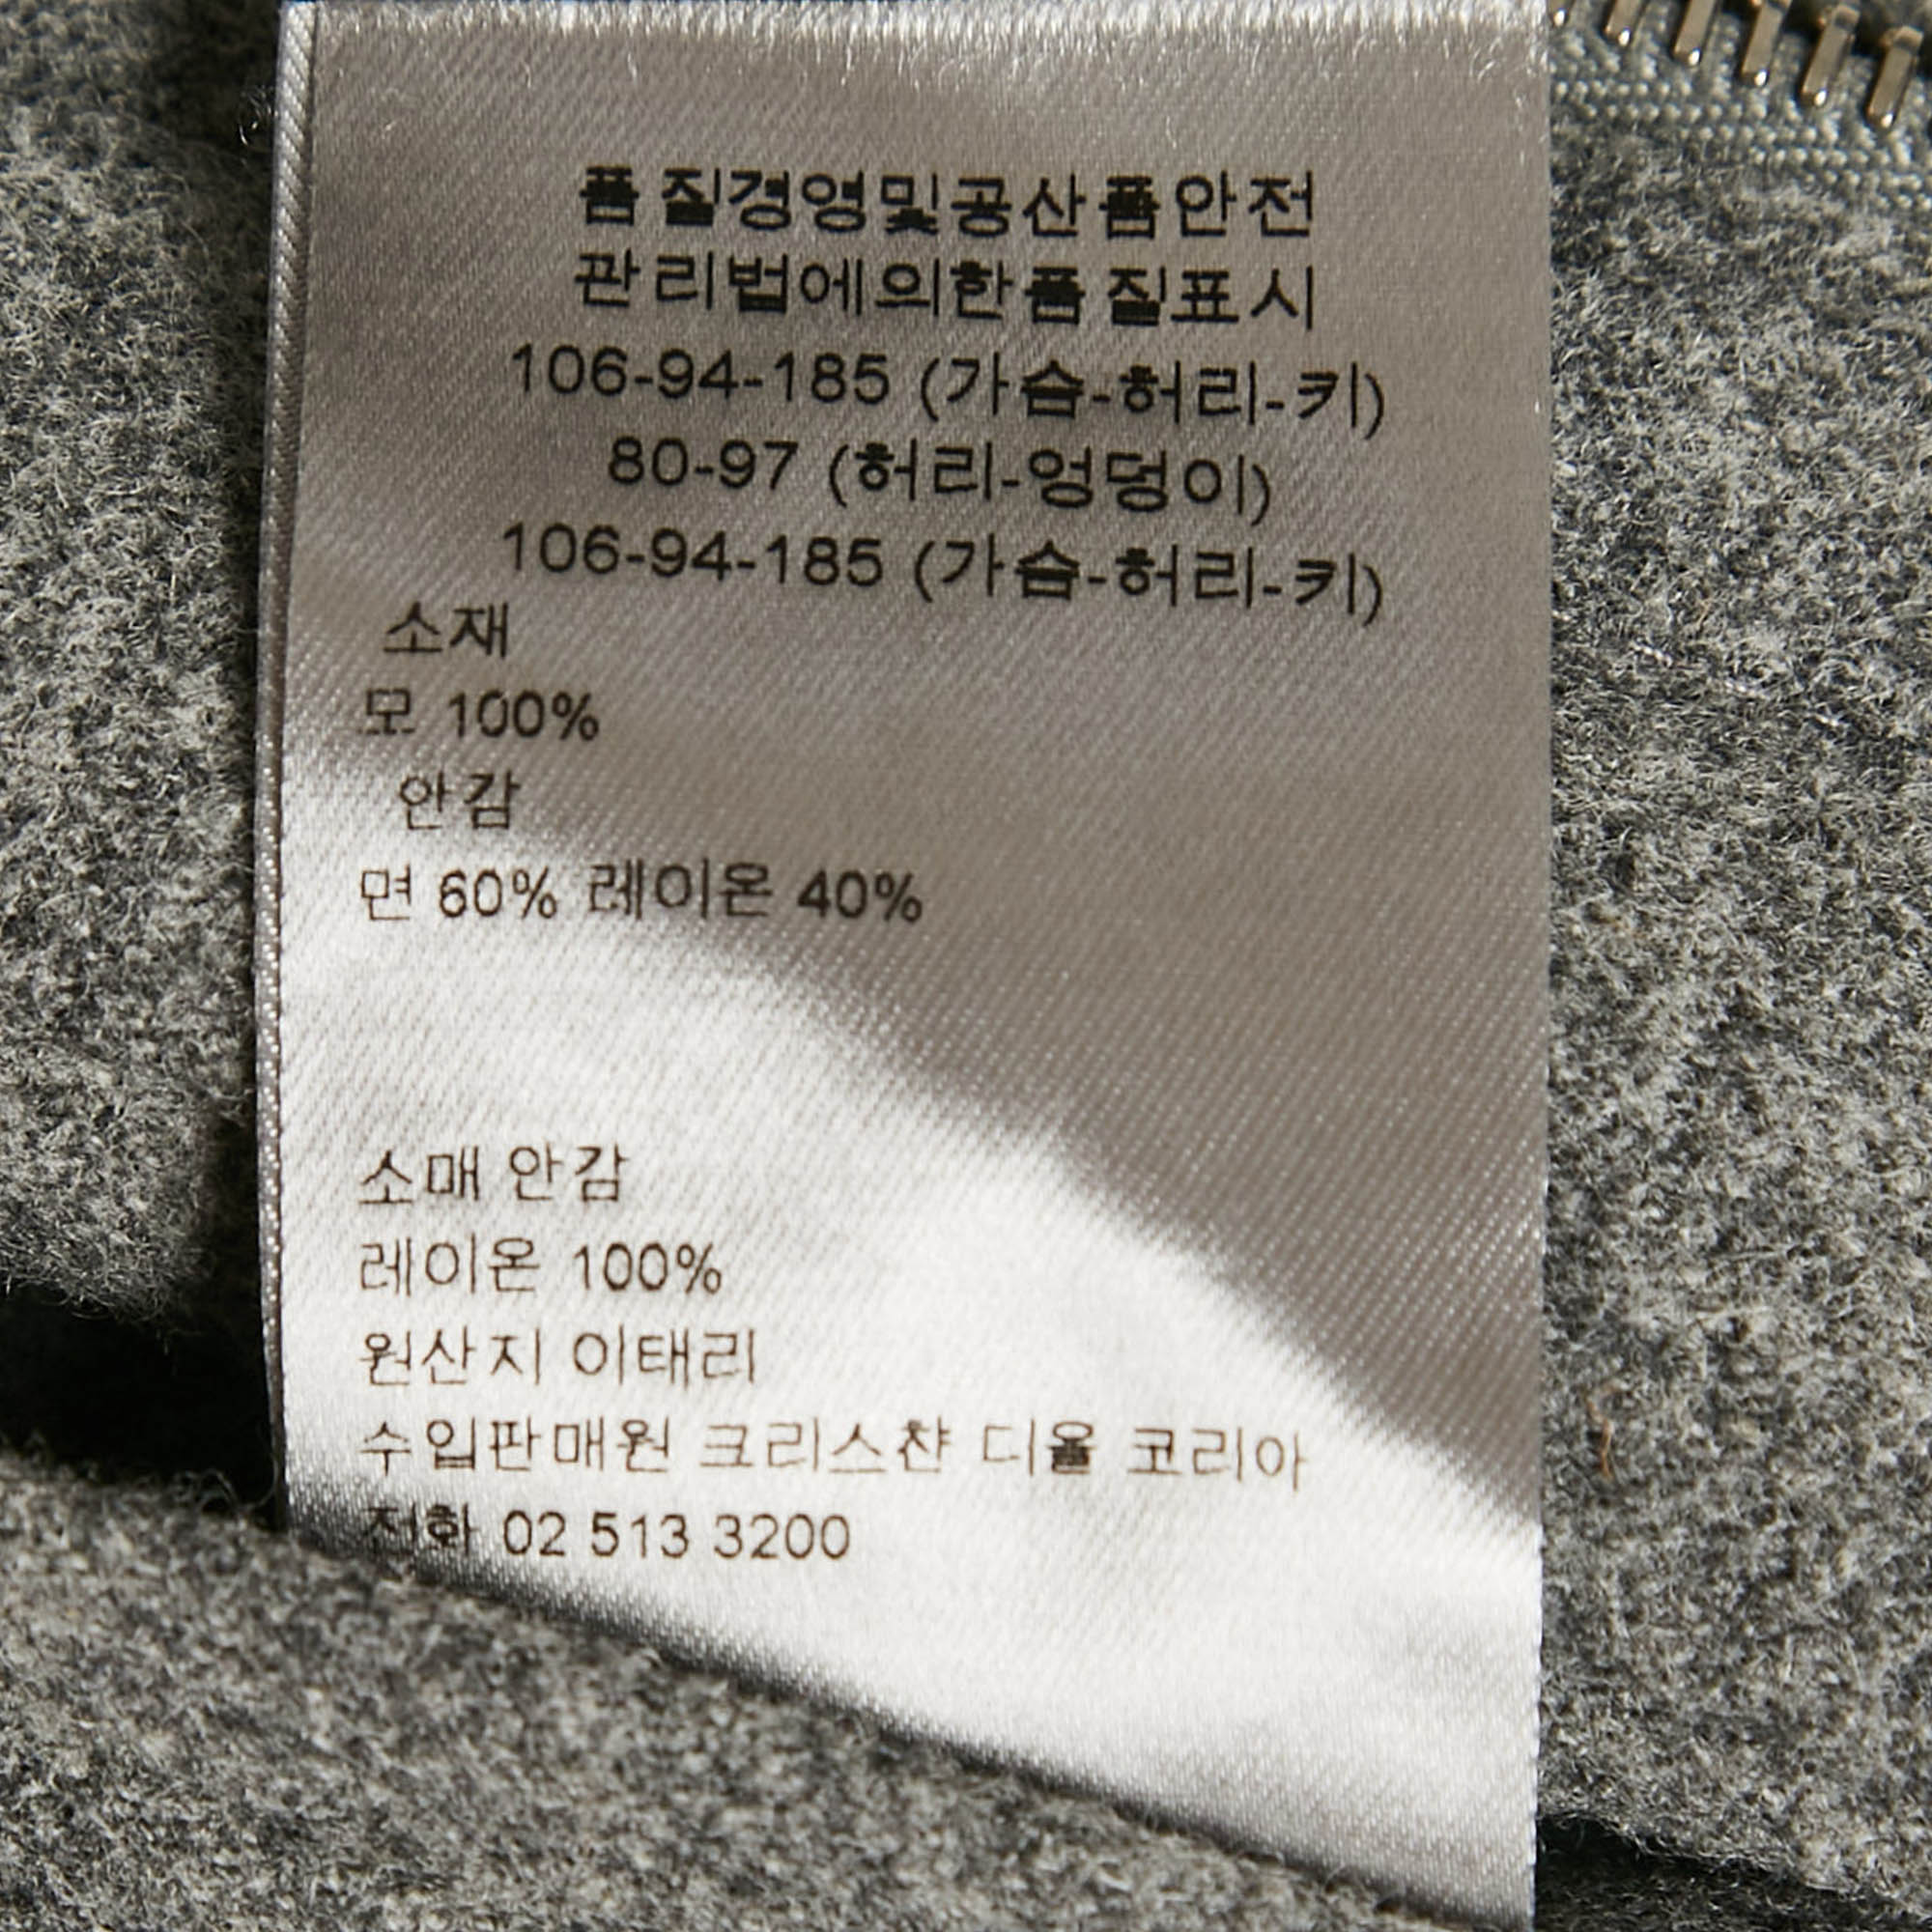 품질경영및공산품안전
관리법에의한품질표시
106-94-185 (가슴-허리-키)
80-97 (허리-엉덩이)
106-94-185 (가슴-허리-키)
소재
모 100%
안감
면 60% 레이온 40%
소매 안감
레이온 100%
원산지 이태리
수입판매원 크리스챤 디올 코리아
전화 02 513 3200